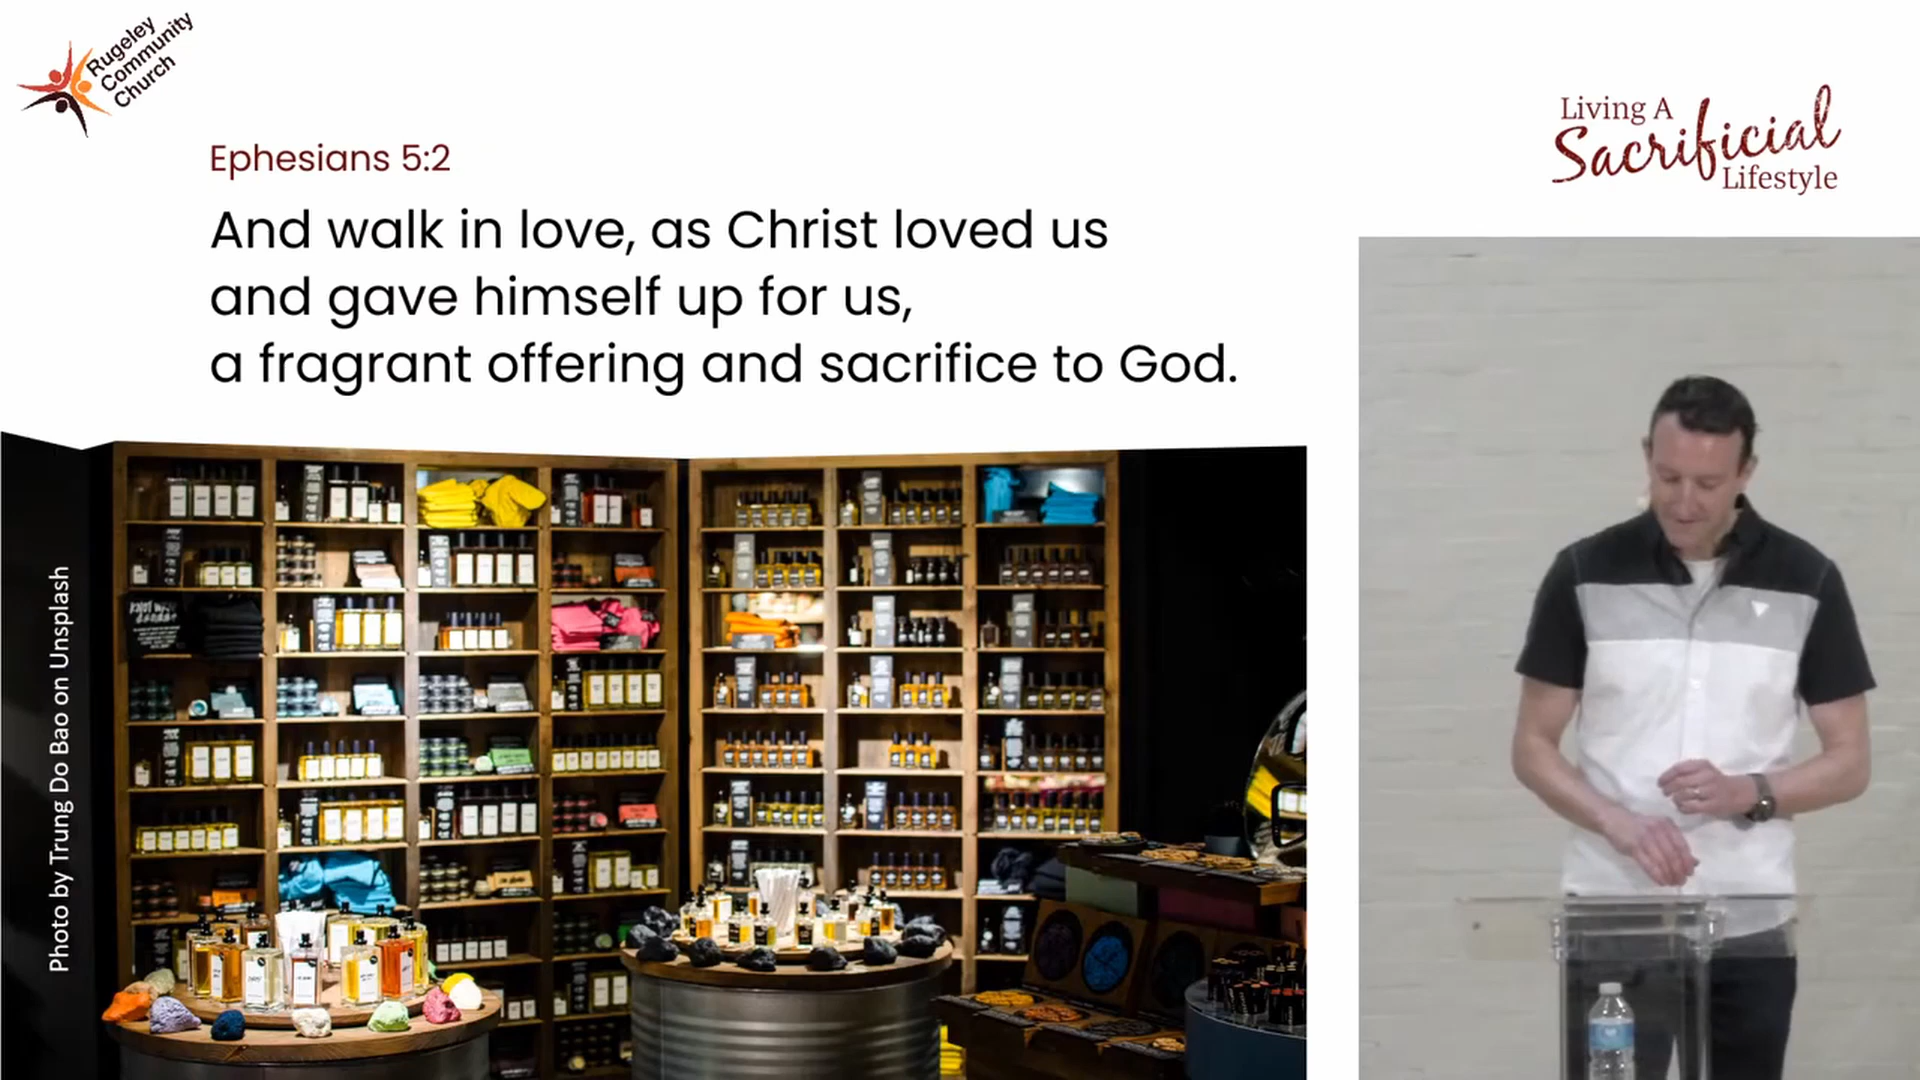 Rugeley
Community
Church
Living A
Sacrificial
Lifestyle
Ephesians 5:2
And walk in love, as Christ loved us
and gave himself up for us,
a fragrant offering and sacrifice to God.
Photo by Trung Do Bao on Unsplash